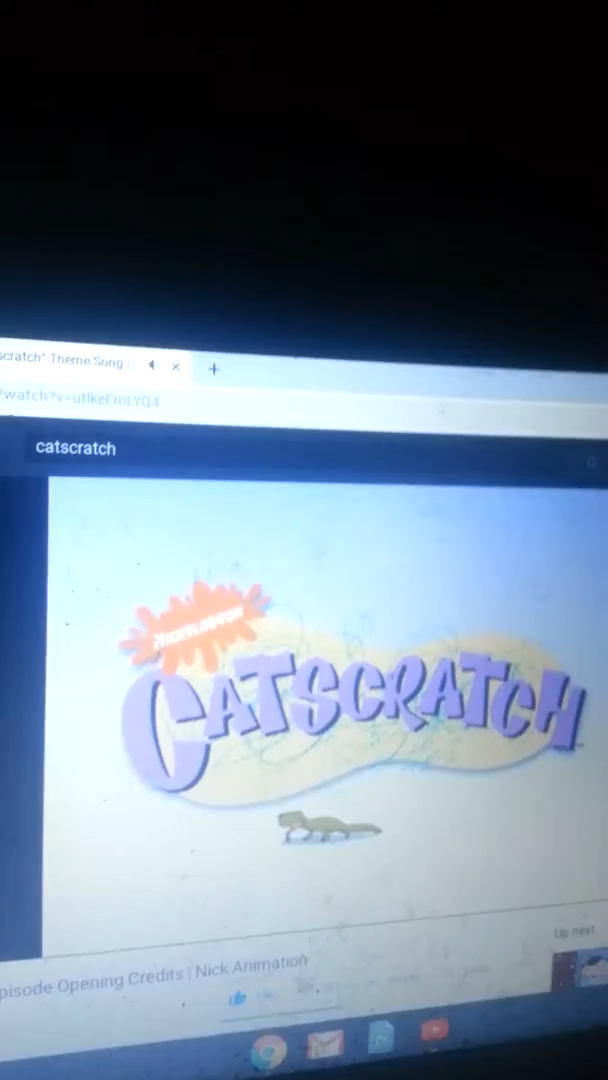 scratch" Theme Song
/watch?v=utlkeFmLYQ4
catscratch
NICKELODEON
CATSCRATCH
Up next
pisode Opening Credits | Nick Animation